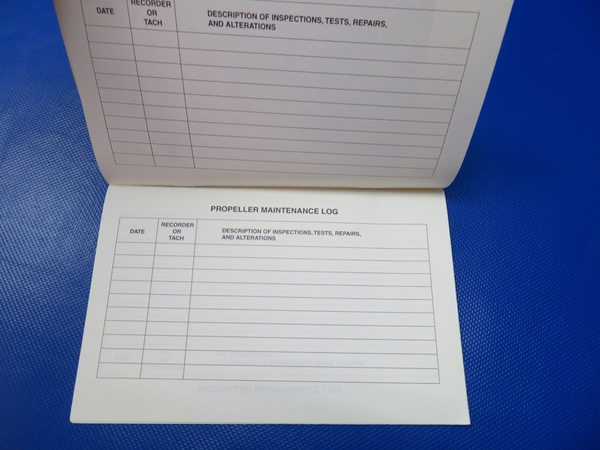 DATE
RECORDER
OR
TACH
DESCRIPTION OF INSPECTIONS, TESTS, REPAIRS,
AND ALTERATIONS
PROPELLER MAINTENANCE LOG
DATE
RECORDER
OR
TACH
DESCRIPTION OF INSPECTIONS, TESTS, REPAIRS,
AND ALTERATIONS